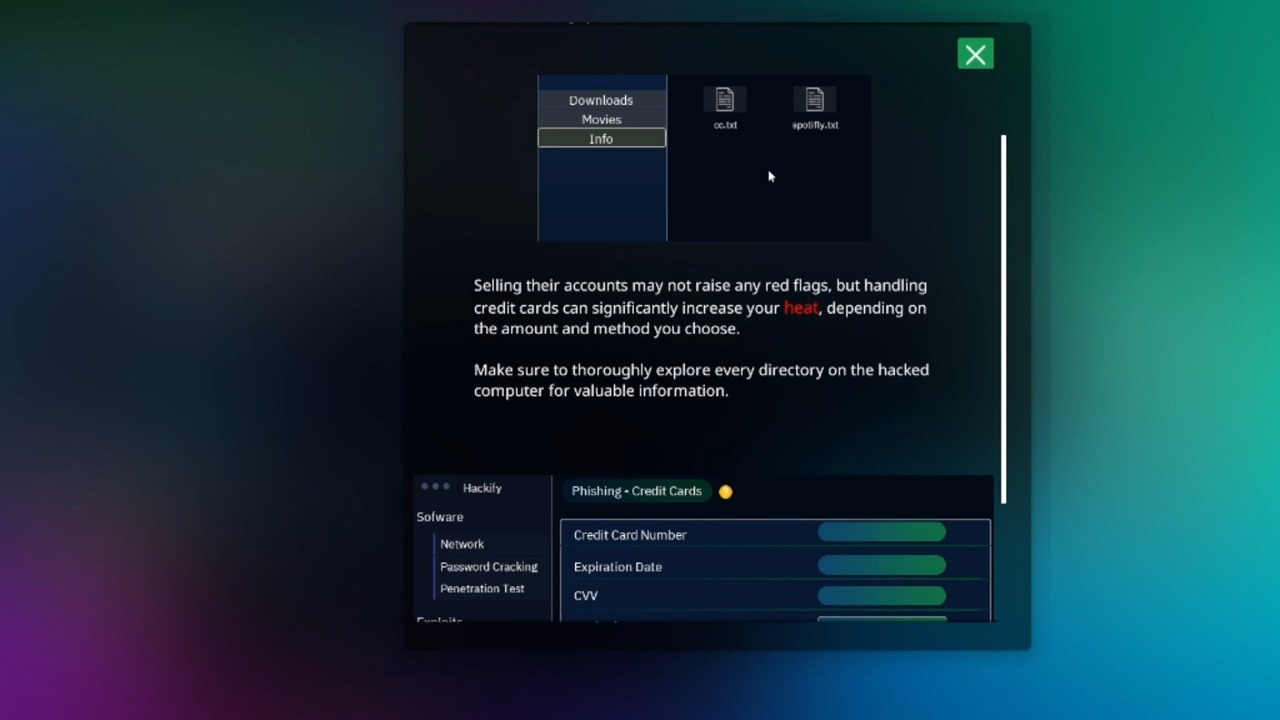 Downloads
Movies
Info
cc.txt
spotifly.txt
Selling their accounts may not raise any red flags, but handling
credit cards can significantly increase your heat, depending on
the amount and method you choose.
Make sure to thoroughly explore every directory on the hacked
computer for valuable information.
Hackify
Sofware
Network
Password Cracking
Penetration Test
Exploits
Phishing - Credit Cards
Credit Card Number
Expiration Date
CVV